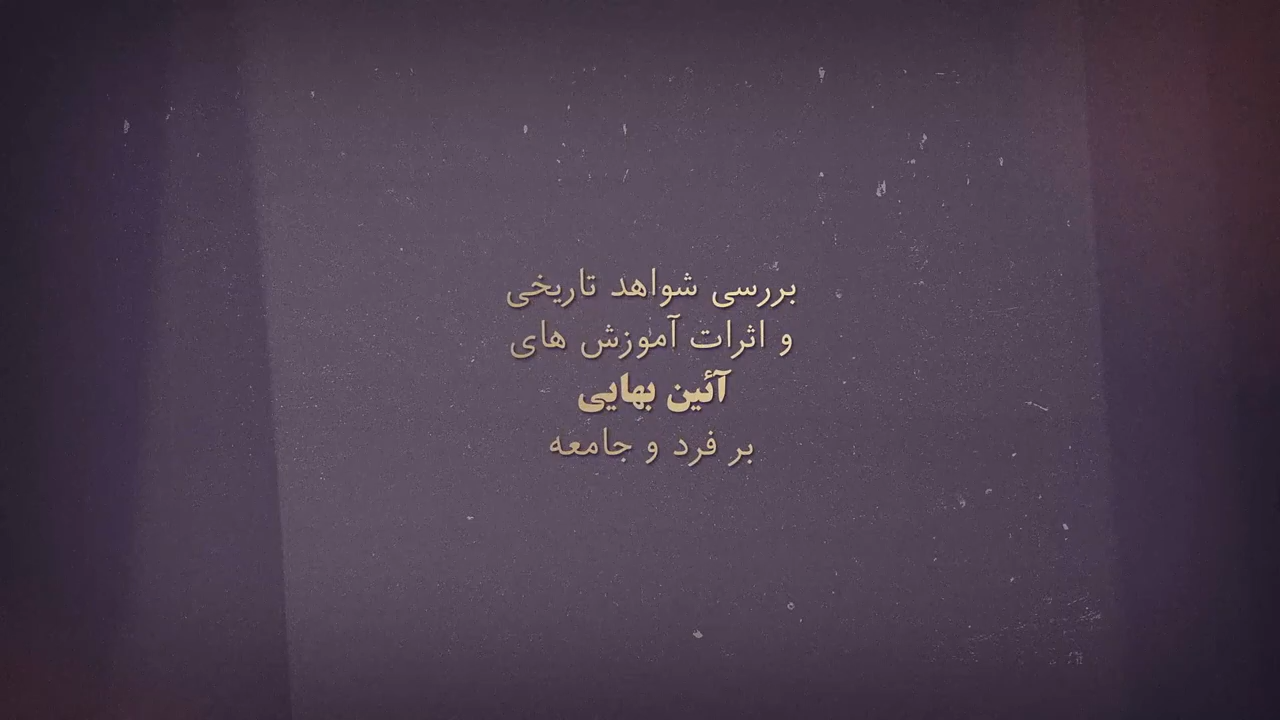 بررسی شواهد تاریخی
و اثرات آموزش های
آئین بهایی
بر فرد و جامعه